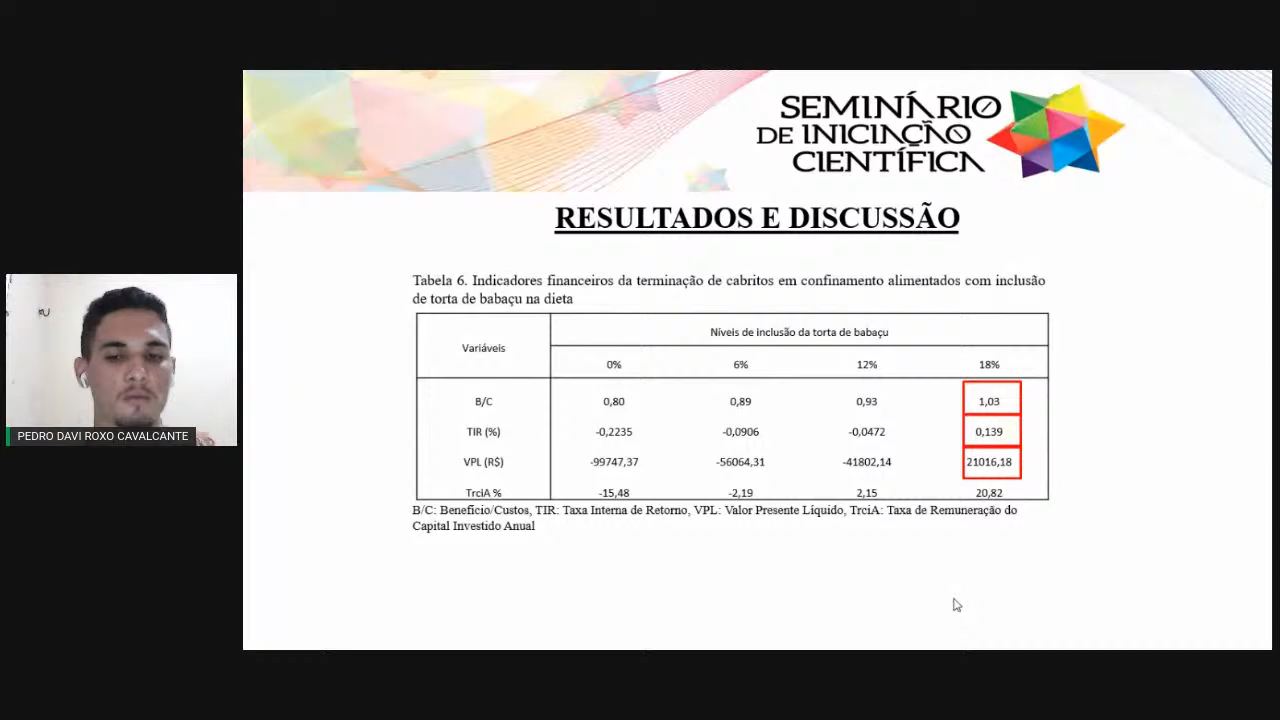 SEMINÁRIO
DE INICIAÇÃO
CIENTÍFICA
RESULTADOS E DISCUSSÃO
Tabela 6. Indicadores financeiros da terminação de cabritos em confinamento alimentados com inclusão
de torta de babaçu na dieta
Variáveis
Níveis de inclusão da torta de babaçu
0% 6% 12% 18%
B/C 0,80 0,89 0,93 1,03
TIR (%) -0,2235 -0,0906 -0,0472 0,139
VPL (R$) -99747,37 -56064,31 -41802,14 21016,18
TrciA % -15,48 -2,19 2,15 20,82
B/C: Benefício/Custos, TIR: Taxa Interna de Retorno, VPL: Valor Presente Líquido, TrciA: Taxa de Remuneração do
Capital Investido Anual
PEDRO DAVI ROXO CAVALCANTE